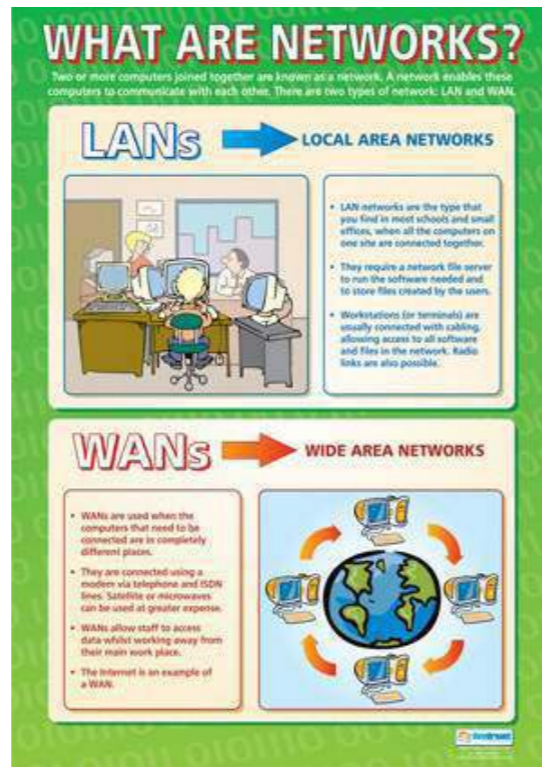 WHAT ARE NETWORKS?
Two or more computers joined together are known as a network. A network enables these
computers to communicate with each other. There are two types of network: LAN and WAN.
LANs
LOCAL AREA NETWORKS
• LAN networks are the type that
you find in most schools and small
offices, when all the computers on
one site are connected together.
• They require a network file server
to run the software needed and
to store files created by the users.
• Workstations (or terminals) are
usually connected with cabling,
allowing access to all software
and files in the network. Radio
links are also possible.
WANs
WIDE AREA NETWORKS
• WANs are used when the
computers that need to be
connected are in completely
different places.
• They are connected using a
modem via telephone and ISDN
lines. Satellite or microwaves
can be used at greater expense.
• WANs allow staff to access
data whilst working away from
their main work place.
• The Internet is an example of
a WAN.